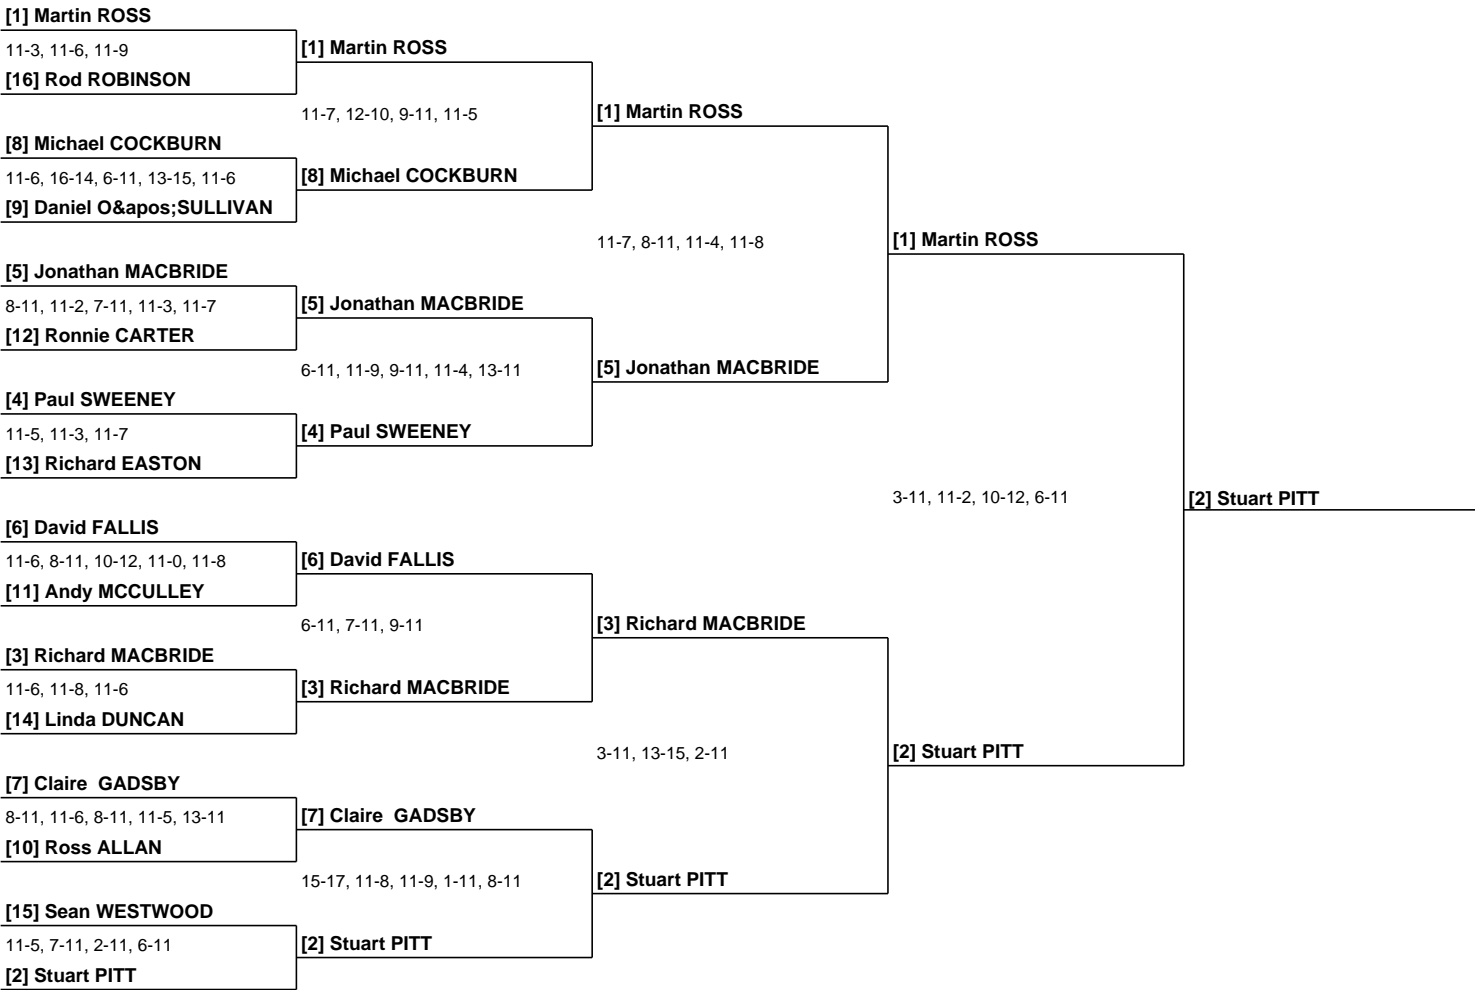 [1] Martin ROSS
11-3, 11-6, 11-9
[16] Rod ROBINSON
[8] Michael COCKBURN
11-6, 16-14, 6-11, 13-15, 11-6
[9] Daniel O&apos;SULLIVAN
[5] Jonathan MACBRIDE
8-11, 11-2, 7-11, 11-3, 11-7
[12] Ronnie CARTER
[4] Paul SWEENEY
11-5, 11-3, 11-7
[13] Richard EASTON
[6] David FALLIS
11-6, 8-11, 10-12, 11-0, 11-8
[11] Andy MCCULLEY
[3] Richard MACBRIDE
11-6, 11-8, 11-6
[14] Linda DUNCAN
[7] Claire  GADSBY
8-11, 11-6, 8-11, 11-5, 13-11
[10] Ross ALLAN
[15] Sean WESTWOOD
11-5, 7-11, 2-11, 6-11
[2] Stuart PITT
[1] Martin ROSS
11-7, 12-10, 9-11, 11-5
[8] Michael COCKBURN
[5] Jonathan MACBRIDE
6-11, 11-9, 9-11, 11-4, 13-11
[4] Paul SWEENEY
[6] David FALLIS
6-11, 7-11, 9-11
[3] Richard MACBRIDE
[7] Claire  GADSBY
15-17, 11-8, 11-9, 1-11, 8-11
[2] Stuart PITT
[1] Martin ROSS
11-7, 8-11, 11-4, 11-8
[5] Jonathan MACBRIDE
[3] Richard MACBRIDE
3-11, 13-15, 2-11
[2] Stuart PITT
[1] Martin ROSS
3-11, 11-2, 10-12, 6-11
[2] Stuart PITT
[2] Stuart PITT